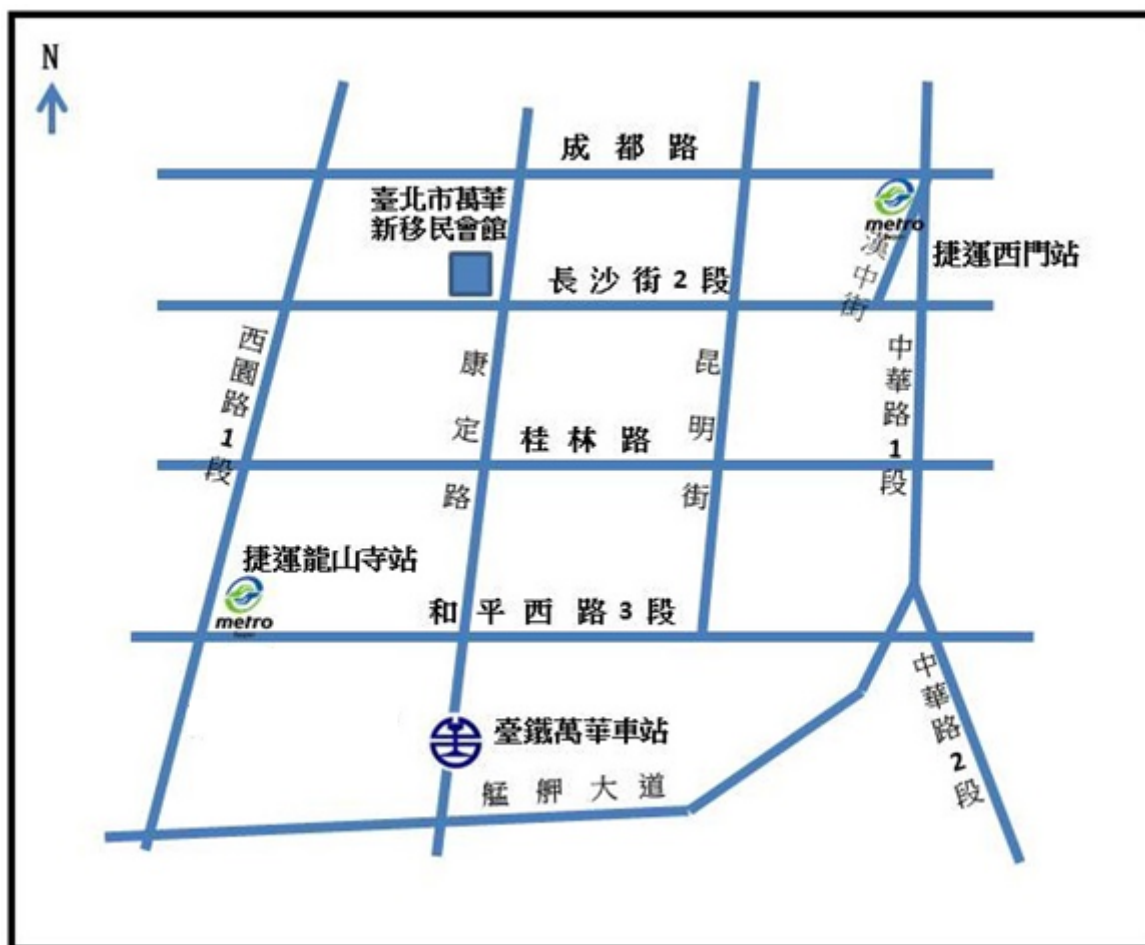 N
成都路
臺北市萬華
新移民會館
metro
捷運西門站
漢中街
長沙街2段
西園路1段
康定路
昆明街
中華路1段
桂林路
捷運龍山寺站
metro
和平西路3段
中華路2段
臺鐵萬華車站
艋舺大道